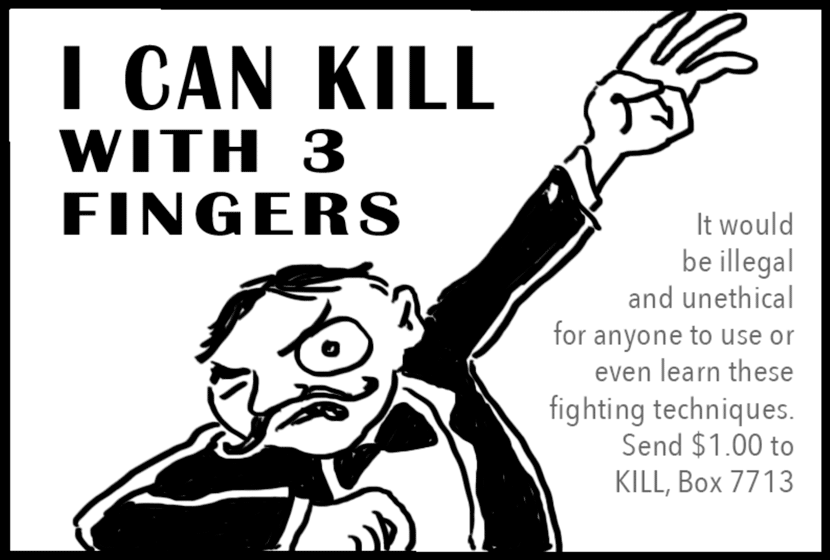 I CAN KILL
WITH 3
FINGERS
It would
be illegal
and unethical
for anyone to use or
even learn these
fighting techniques.
Send $1.00 to
KILL, Box 7713